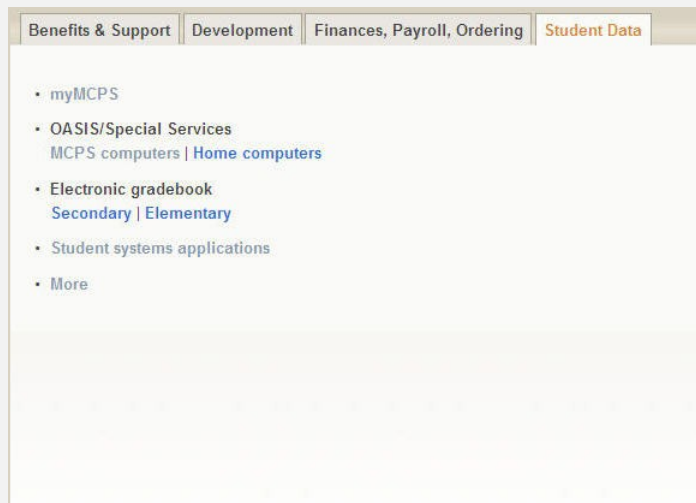 Benefits & Support Development Finances, Payroll, Ordering Student Data
• myMCPS
• OASIS/Special Services
MCPS computers | Home computers
• Electronic gradebook
Secondary | Elementary
• Student systems applications
• More